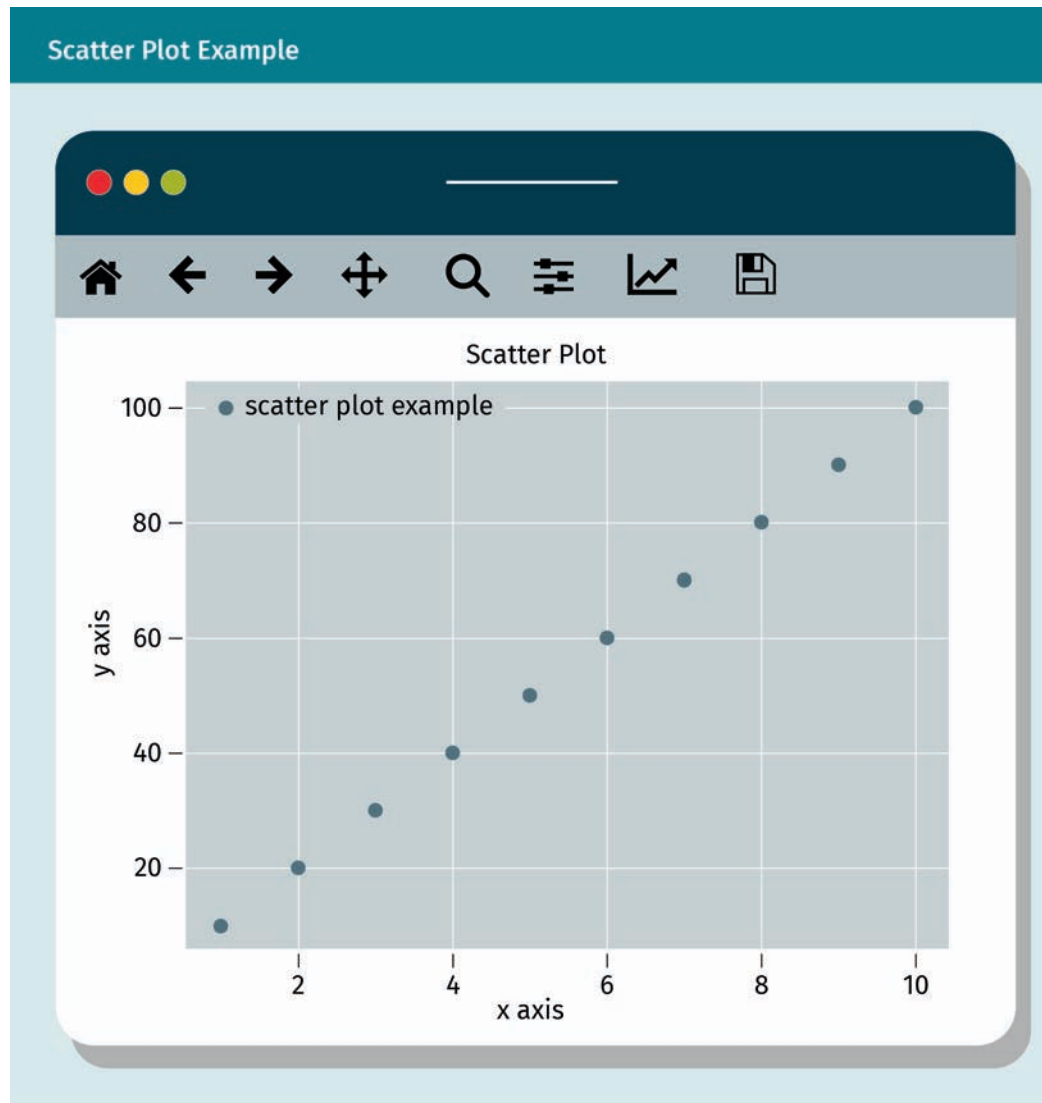 Scatter Plot Example
Scatter Plot
scatter plot example
100
80
60
40
20
y axis
2 4 6 8 10
x axis